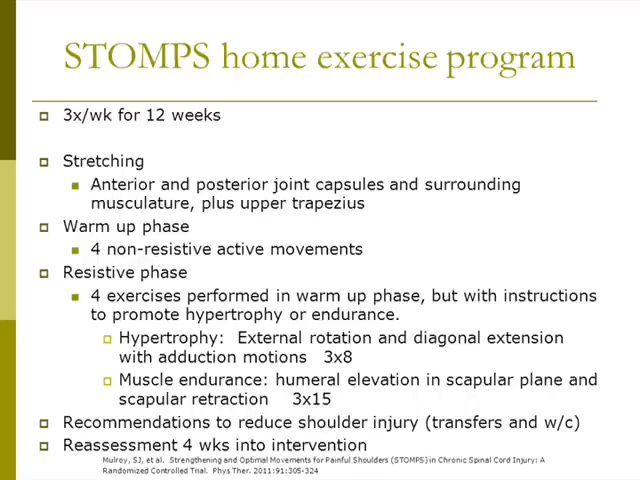 STOMPS home exercise program
3x/wk for 12 weeks
Stretching
Anterior and posterior joint capsules and surrounding
musculature, plus upper trapezius
Warm up phase
4 non-resistive active movements
Resistive phase
4 exercises performed in warm up phase, but with instructions
to promote hypertrophy or endurance.
Hypertrophy: External rotation and diagonal extension
with adduction motions 3x8
Muscle endurance: humeral elevation in scapular plane and
scapular retraction 3x15
Recommendations to reduce shoulder injury (transfers and w/c)
Reassessment 4 wks into intervention
Mulroy, SJ, et al. Strengthening and Optimal Movements for Painful Shoulders (STOMPS) in Chronic Spinal Cord Injury: A
Randomized Controlled Trial. Phys Ther. 2011:91:305-324